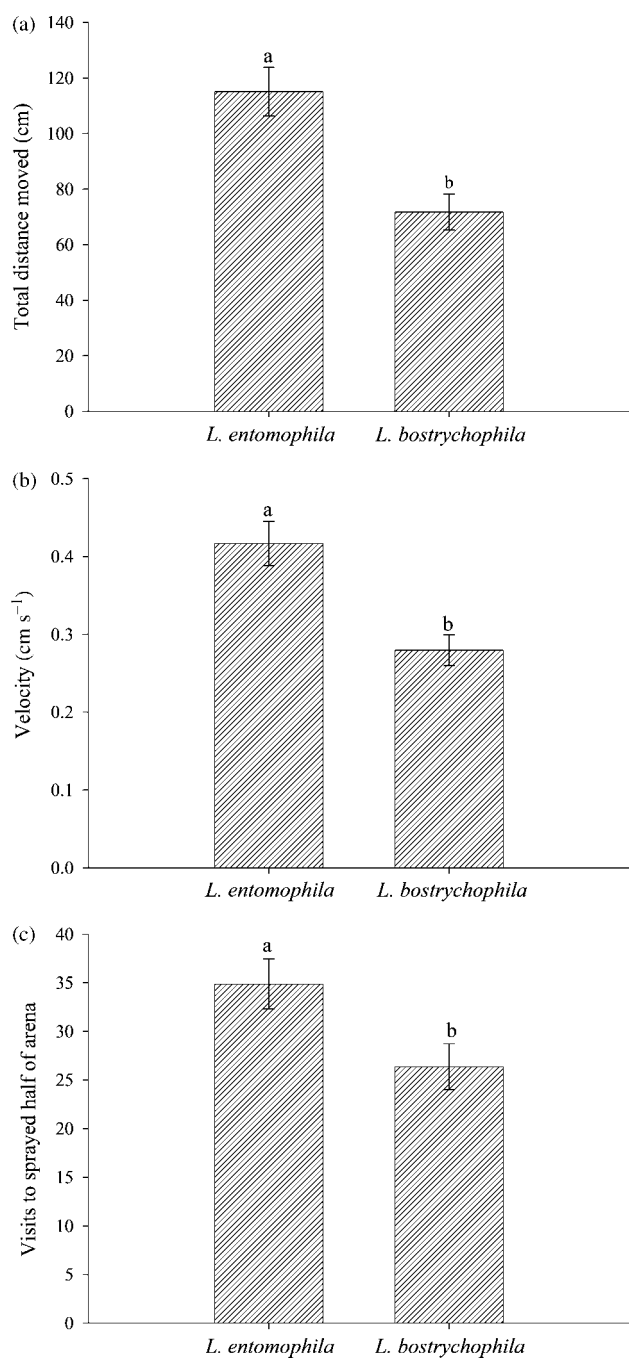 (a)
140
120
100
80
60
40
20
0
Total distance moved (cm)
a
b
L. entomophila L. bostrychophila
(b)
0.5
0.4
0.3
0.2
0.1
0.0
Velocity (cm s⁻¹)
a
b
L. entomophila L. bostrychophila
(c)
40
35
30
25
20
15
10
5
0
Visits to sprayed half of arena
a
b
L. entomophila L. bostrychophila